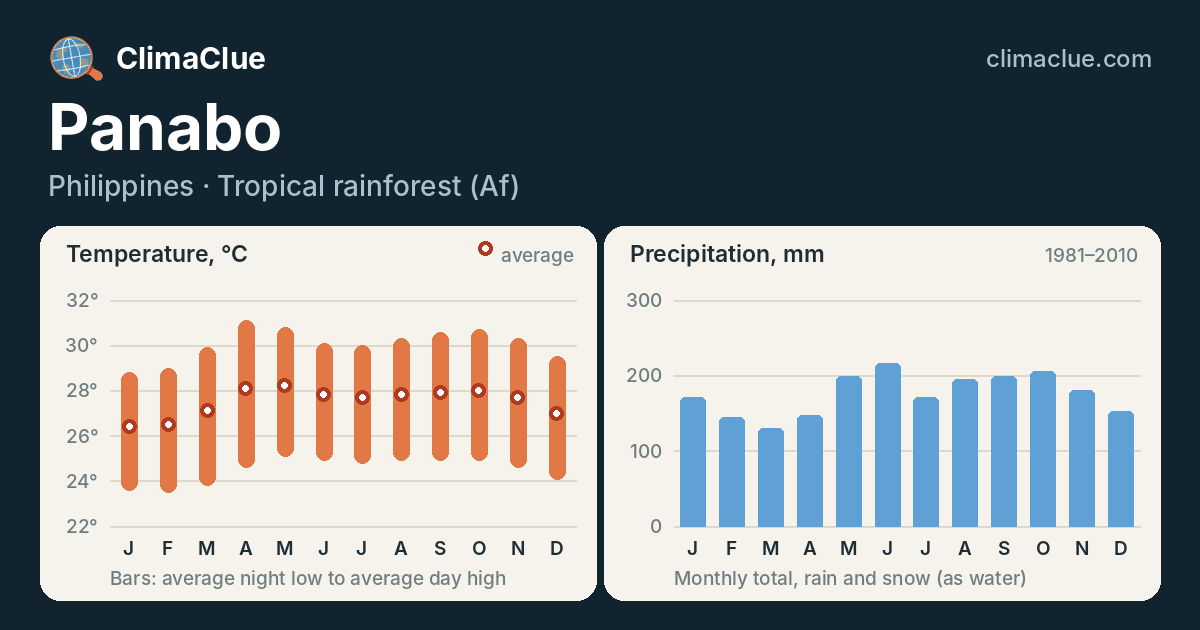 ClimaClue
climaclue.com
Panabo
Philippines · Tropical rainforest (Af)
Temperature, °C
average
32°
30°
28°
26°
24°
22°
J F M A M J J A S O N D
Bars: average night low to average day high
Precipitation, mm
1981–2010
300
200
100
0
J F M A M J J A S O N D
Monthly total, rain and snow (as water)